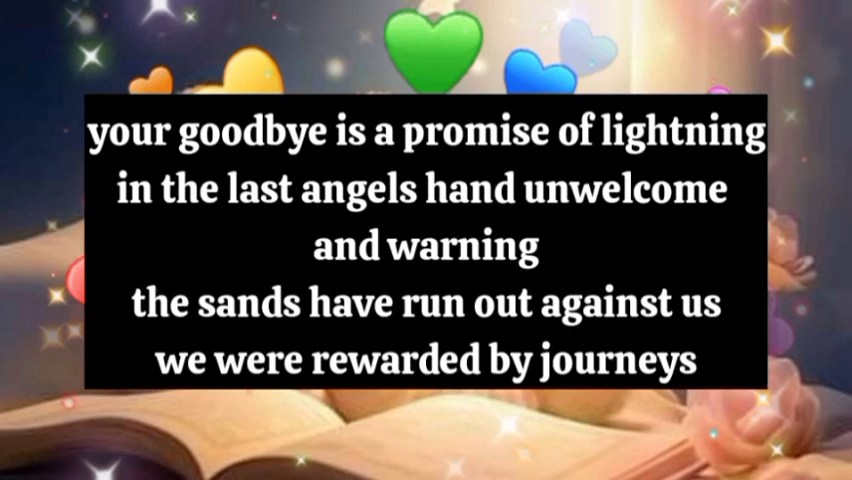 your goodbye is a promise of lightning
in the last angels hand unwelcome
and warning
the sands have run out against us
we were rewarded by journeys